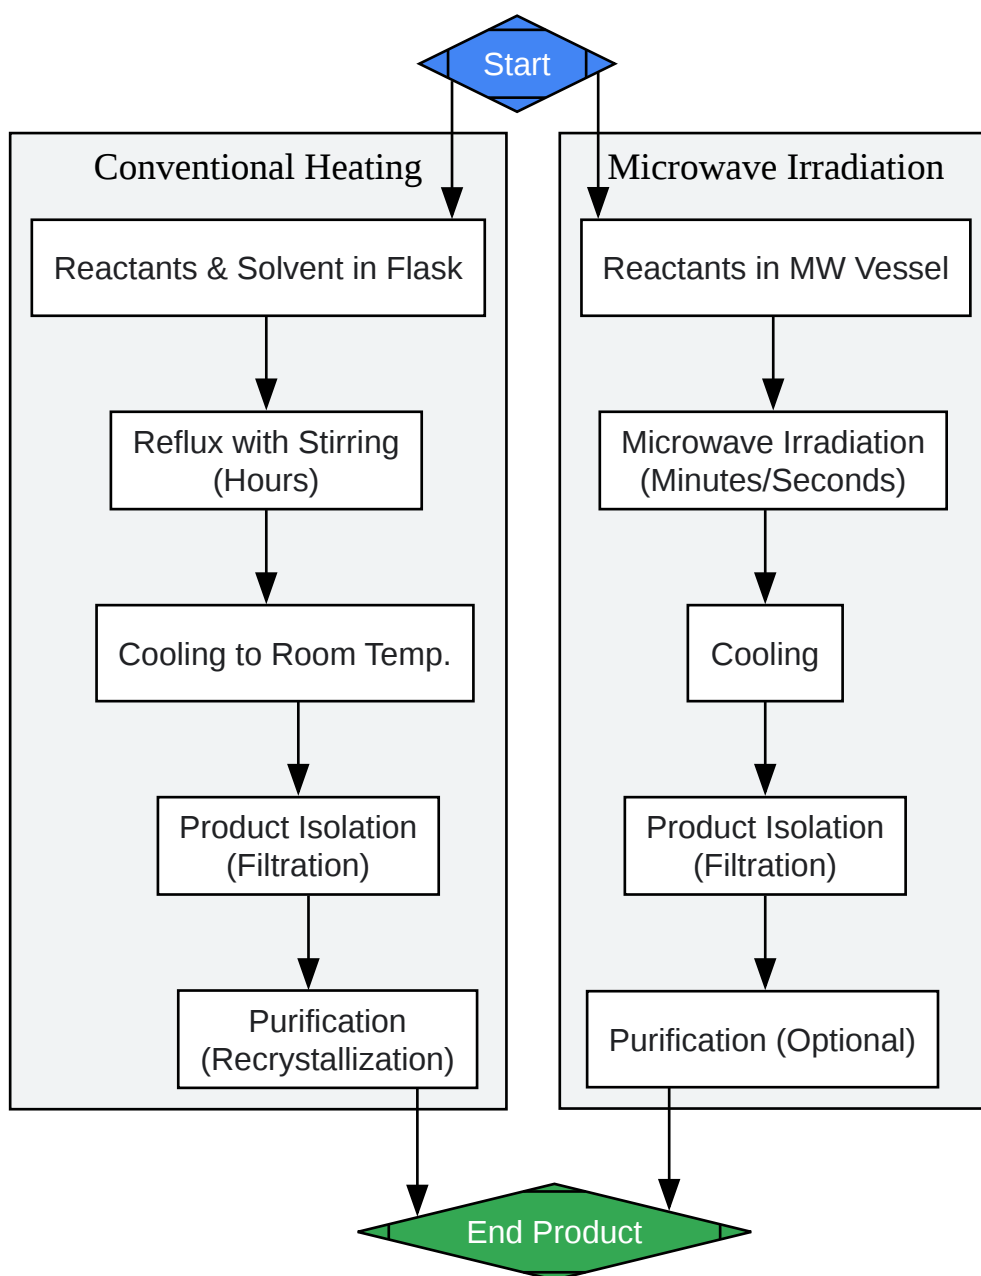 Start
Conventional Heating
Reactants & Solvent in Flask
Reflux with Stirring
(Hours)
Cooling to Room Temp.
Product Isolation
(Filtration)
Purification
(Recrystallization)
Microwave Irradiation
Reactants in MW Vessel
Microwave Irradiation
(Minutes/Seconds)
Cooling
Product Isolation
(Filtration)
Purification (Optional)
End Product